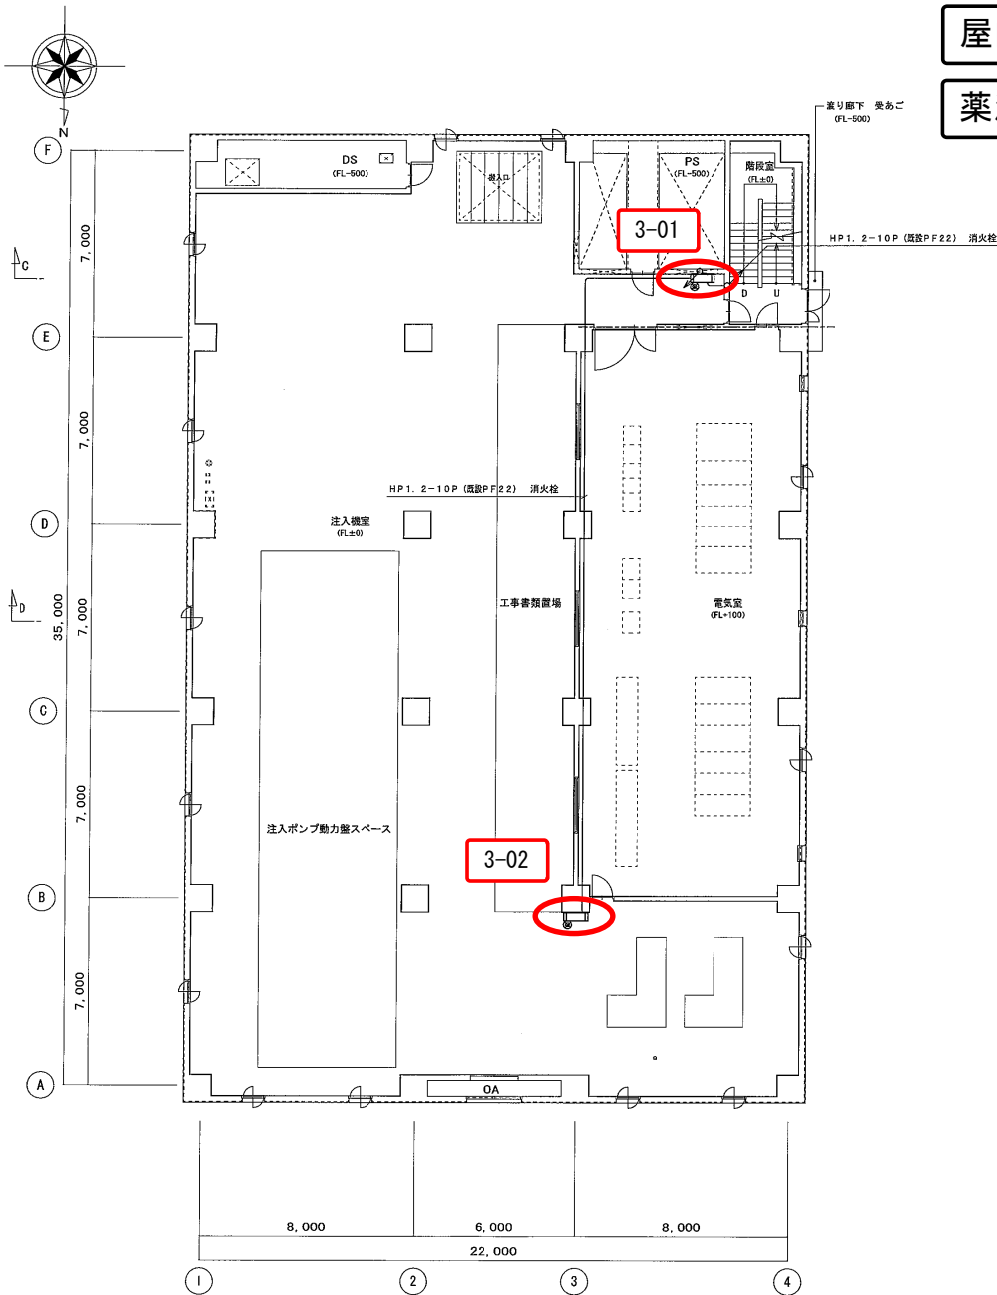 屋
薬
N
渡り廊下 受あご
(FL-500)
F
DS
(FL-500)
搬入口
PS
(FL-500)
階段室
(FL±0)
3-01
HP1. 2-10P (既設PF22) 消火栓
7,000
C
D U
E
7,000
HP1. 2-10P (既設PF22) 消火栓
D
注入機室
(FL±0)
D
35,000
7,000
工事書類置場
電気室
(FL+100)
C
7,000
注入ポンプ動力盤スペース
3-02
B
7,000
A
OA
8,000
6,000
8,000
22,000
1
2
3
4